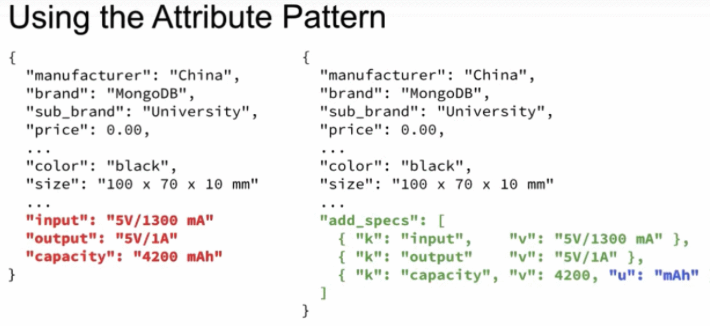 Using the Attribute Pattern
{
"manufacturer": "China",
"brand": "MongoDB",
"sub_brand": "University",
"price": 0.00,
...
"color": "black",
"size": "100 x 70 x 10 mm"
...
"input": "5V/1300 mA"
"output": "5V/1A"
"capacity": "4200 mAh"
}
{
"manufacturer": "China",
"brand": "MongoDB",
"sub_brand": "University",
"price": 0.00,
...
"color": "black",
"size": "100 x 70 x 10 mm"
...
"add_specs": [
{ "k": "input", "v": "5V/1300 mA" },
{ "k": "output" "v": "5V/1A" },
{ "k": "capacity", "v": 4200, "u": "mAh"
]
}